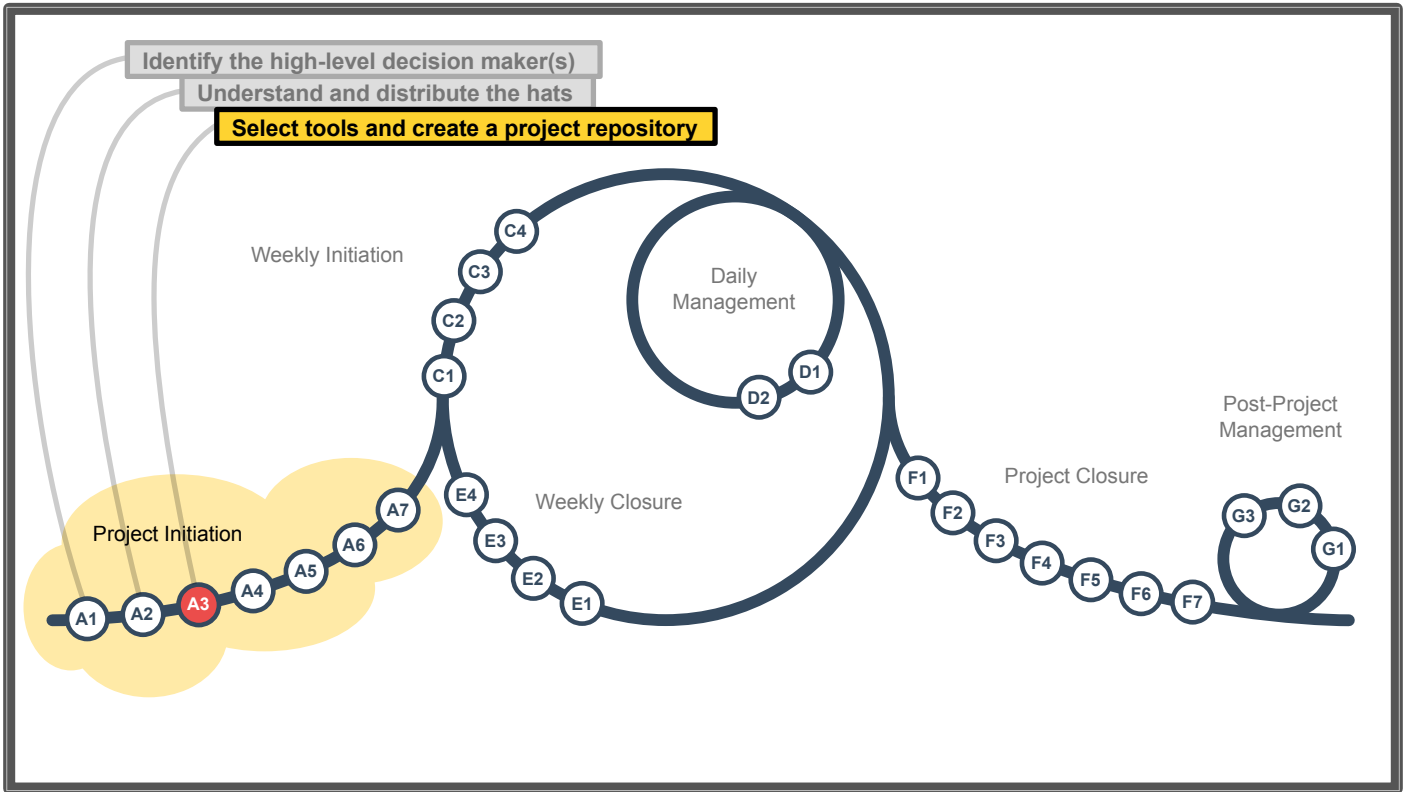 Identify the high-level decision maker(s)
Understand and distribute the hats
Select tools and create a project repository
Weekly Initiation
C4
C3
C2
C1
Daily
Management
D1
D2
Post-Project
Management
Project Initiation
A1
A2
A3
A4
A5
A6
A7
Weekly Closure
E4
E3
E2
E1
Project Closure
F1
F2
F3
F4
F5
F6
F7
G3
G2
G1